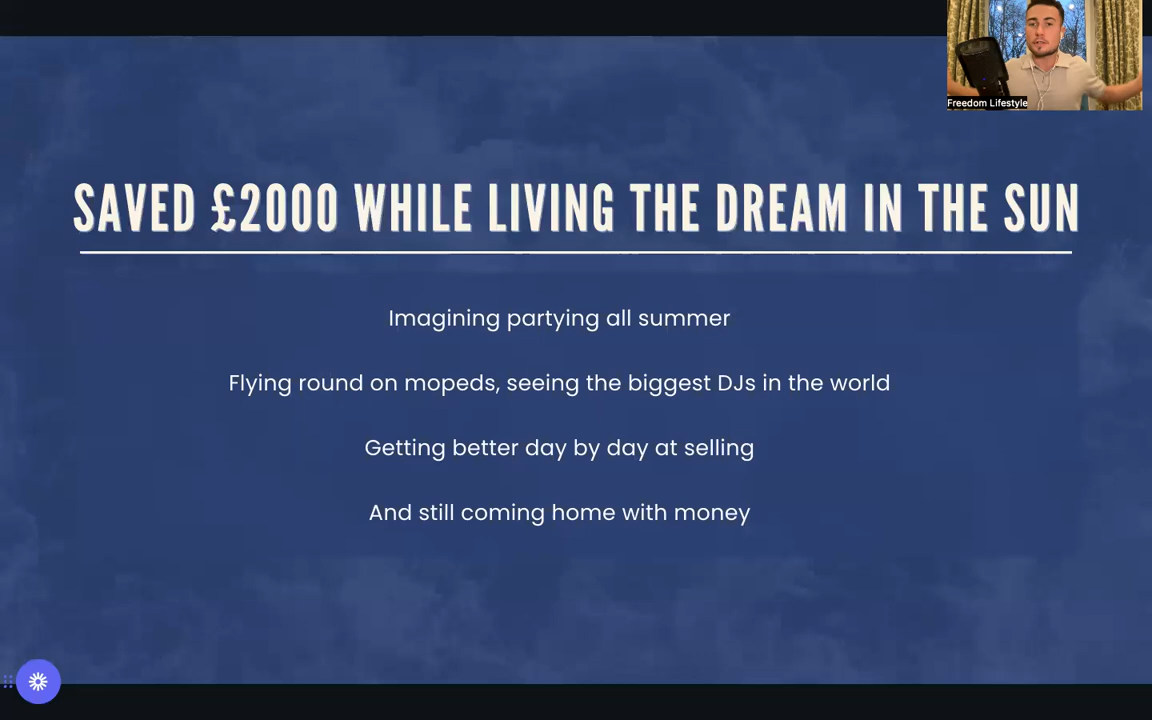 Freedom Lifestyle
SAVED £2000 WHILE LIVING THE DREAM IN THE SUN
Imagining partying all summer
Flying round on mopeds, seeing the biggest DJs in the world
Getting better day by day at selling
And still coming home with money